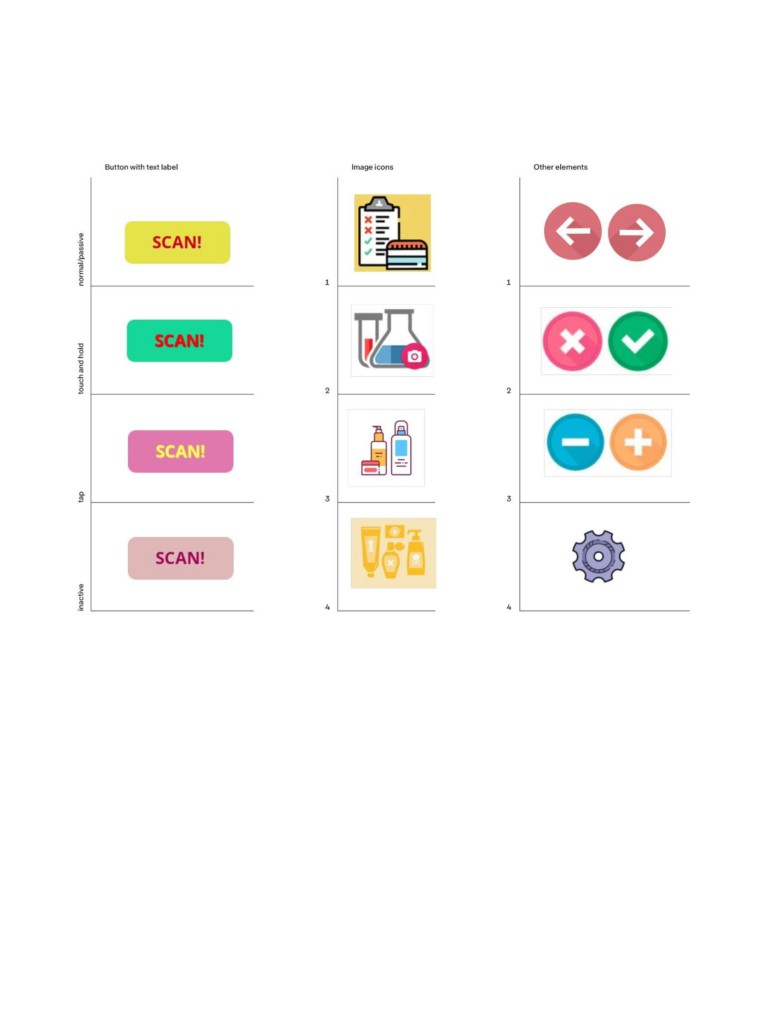 Button with text label
Image icons
Other elements
normal/passive
SCAN!
1
1
touch and hold
SCAN!
2
2
tap
SCAN!
3
3
inactive
SCAN!
4
4